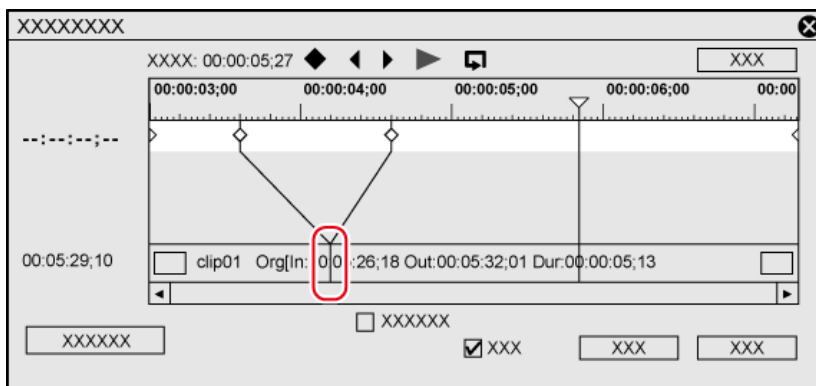 XXXXXXXX
XXXX: 00:00:05;27 XXX
00:00:03;00 00:00:04;00 00:00:05;00 00:00:06;00 00:00
--:--:--;--
00:05:29;10 clip01 Org[In: 0:0 :26;18 Out:00:05:32;01 Dur:00:00:05;13
XXXXXX
XXXXXX XXX XXX XXX